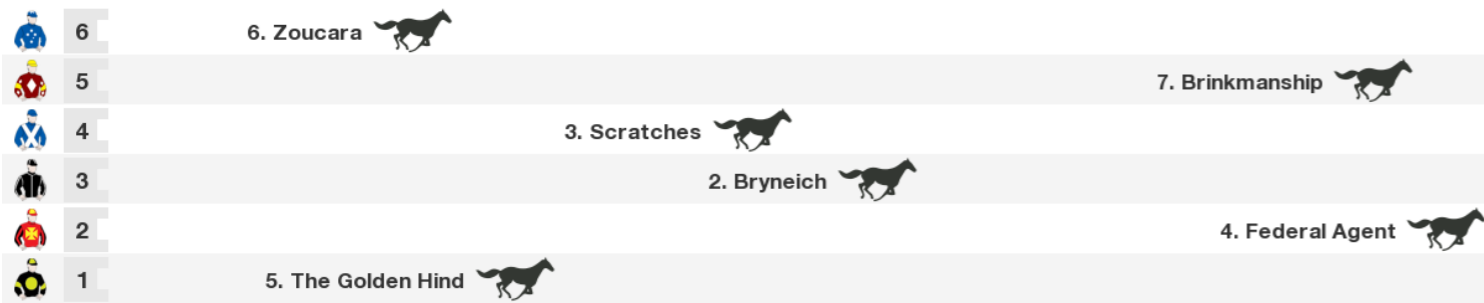 6 6. Zoucara
5 7. Brinkmanship
4 3. Scratches
3 2. Bryneich
2 4. Federal Agent
1 5. The Golden Hind